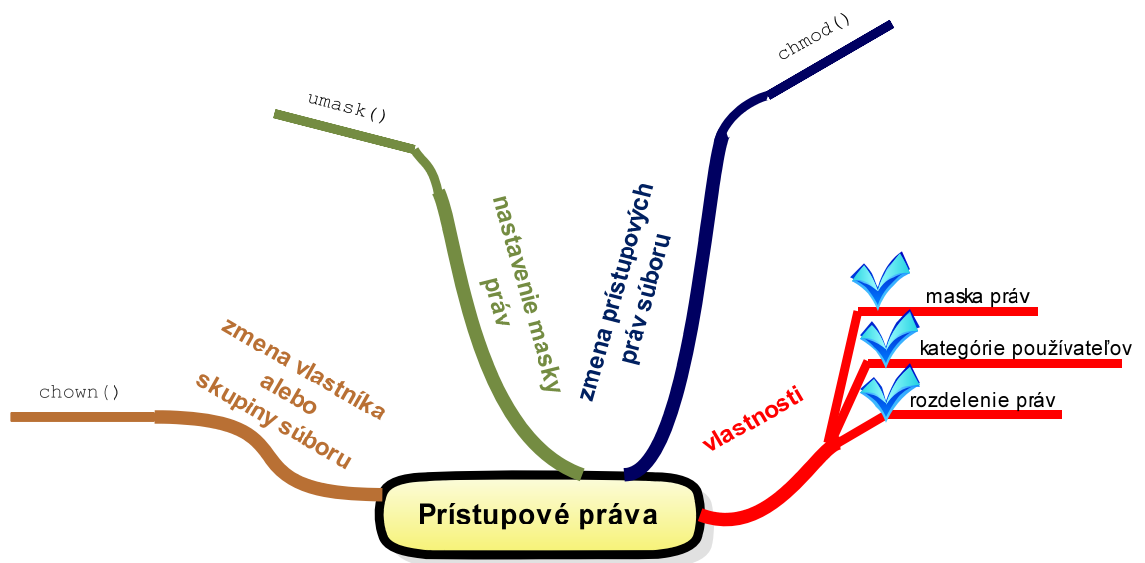 chmod()
umask()
zmena prístupových
práv súboru
nastavenie masky
práv
maska práv
zmena vlastníka
alebo
skupiny súboru
kategórie používateľov
chown()
rozdelenie práv
vlastnosti
Prístupové práva